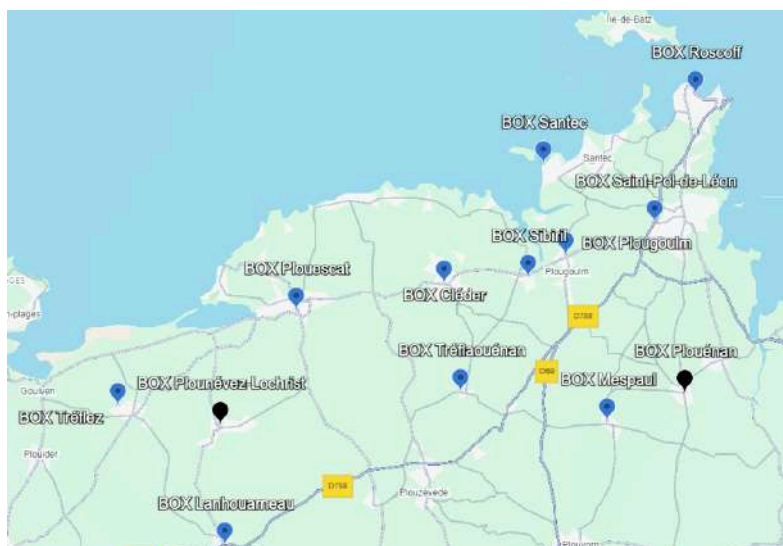 Île-de-Batz
BOX Roscoff
BOX Santec
Santec
BOX Saint-Pol-de-Léon
BOX Sibiril
BOX Plougoulm
Plougoulm
BOX Plouescat
BOX Cléder
BOX Tréflaouénan
BOX Plouénan
BOX Mespaul
BOX Plounévez-Lochrist
Goulven
BOX Tréflez
Plouider
D788
BOX Lanhouarneau
Plouzévédé
D69
D788
Plouvorn